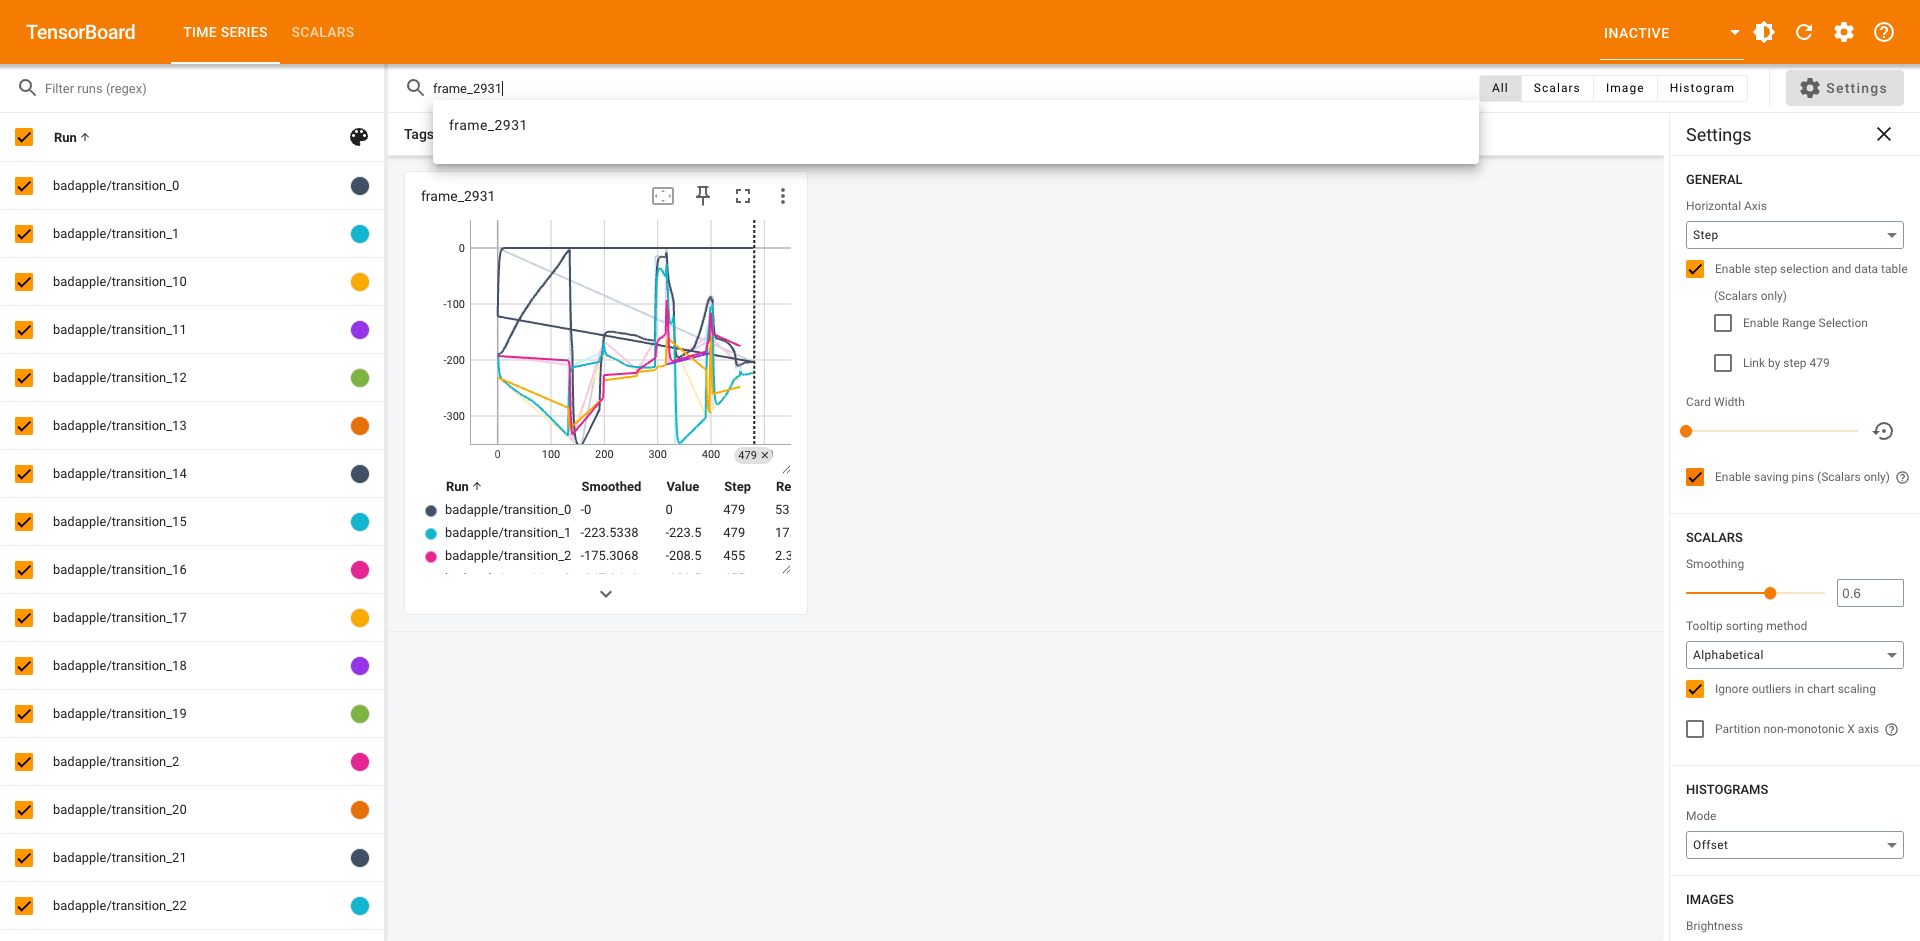 TensorBoard
TIME SERIES
SCALARS
INACTIVE
Filter runs (regex)
frame_2931
All
Scalars
Image
Histogram
Settings
frame_2931
Run
Tags
Settings
badapple/transition_0
badapple/transition_1
badapple/transition_10
badapple/transition_11
badapple/transition_12
badapple/transition_13
badapple/transition_14
badapple/transition_15
badapple/transition_16
badapple/transition_17
badapple/transition_18
badapple/transition_19
badapple/transition_2
badapple/transition_20
badapple/transition_21
badapple/transition_22
frame_2931
0
-100
-200
-300
0 100 200 300 400 479
Run Smoothed Value Step Re
badapple/transition_0 -0 0 479 53
badapple/transition_1 -223.5338 -223.5 479 17
badapple/transition_2 -175.3068 -208.5 455 2.3
GENERAL
Horizontal Axis
Step
Enable step selection and data table
(Scalars only)
Enable Range Selection
Link by step 479
Card Width
Enable saving pins (Scalars only)
SCALARS
Smoothing
0.6
Tooltip sorting method
Alphabetical
Ignore outliers in chart scaling
Partition non-monotonic X axis
HISTOGRAMS
Mode
Offset
IMAGES
Brightness